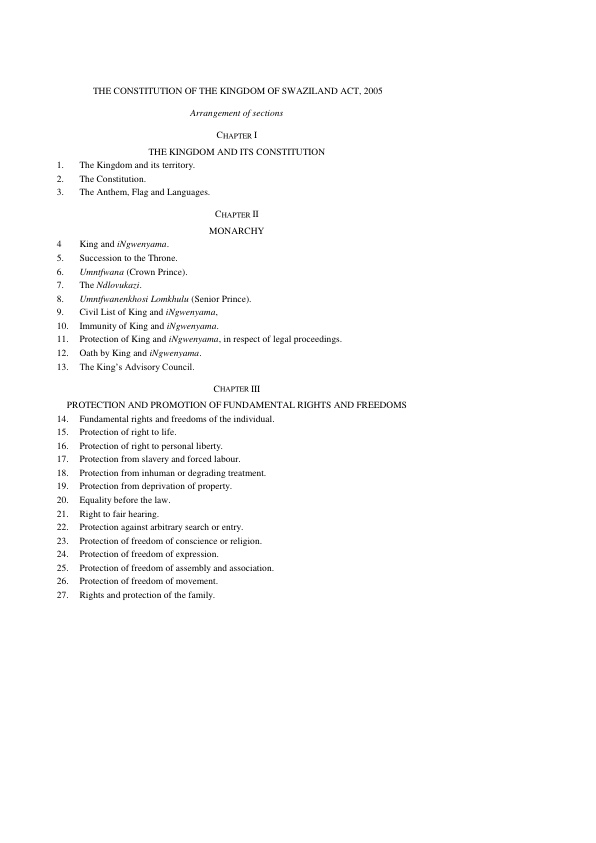 THE CONSTITUTION OF THE KINGDOM OF SWAZILAND ACT, 2005
Arrangement of sections
CHAPTER I
THE KINGDOM AND ITS CONSTITUTION
1. The Kingdom and its territory.
2. The Constitution.
3. The Anthem, Flag and Languages.
CHAPTER II
MONARCHY
4 King and iNgwenyama.
5. Succession to the Throne.
6. Umntfwana (Crown Prince).
7. The Ndlovukazi.
8. Umntfwanenkhosi Lomkhulu (Senior Prince).
9. Civil List of King and iNgwenyama,
10. Immunity of King and iNgwenyama.
11. Protection of King and iNgwenyama, in respect of legal proceedings.
12. Oath by King and iNgwenyama.
13. The King's Advisory Council.
CHAPTER III
PROTECTION AND PROMOTION OF FUNDAMENTAL RIGHTS AND FREEDOMS
14. Fundamental rights and freedoms of the individual.
15. Protection of right to life.
16. Protection of right to personal liberty.
17. Protection from slavery and forced labour.
18. Protection from inhuman or degrading treatment.
19. Protection from deprivation of property.
20. Equality before the law.
21. Right to fair hearing.
22. Protection against arbitrary search or entry.
23. Protection of freedom of conscience or religion.
24. Protection of freedom of expression.
25. Protection of freedom of assembly and association.
26. Protection of freedom of movement.
27. Rights and protection of the family.